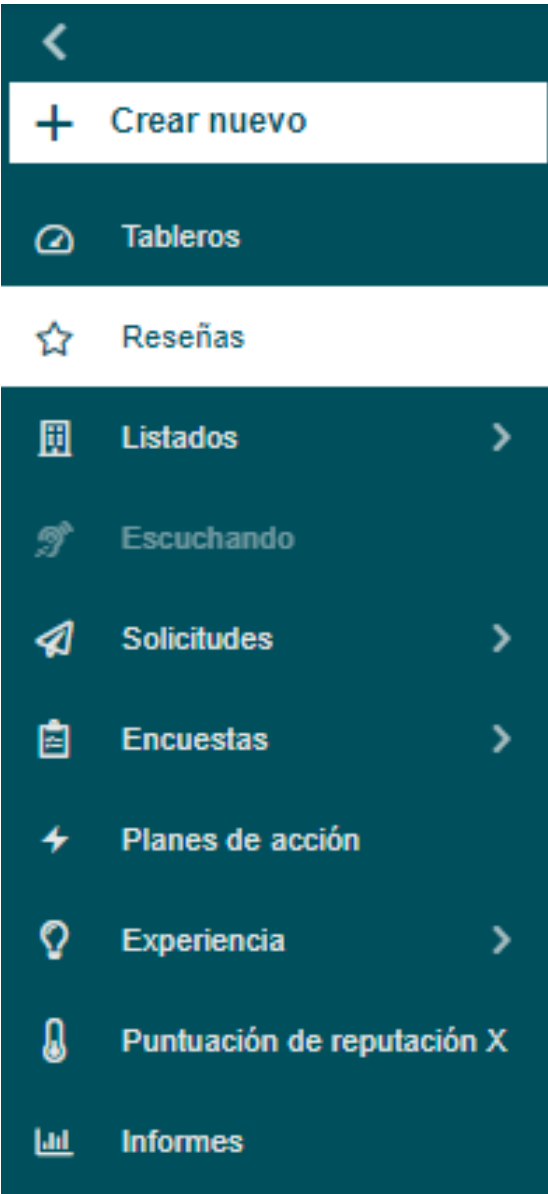 Crear nuevo
Tableros
Reseñas
Listados
Escuchando
Solicitudes
Encuestas
Planes de acción
Experiencia
Puntuación de reputación X
Informes